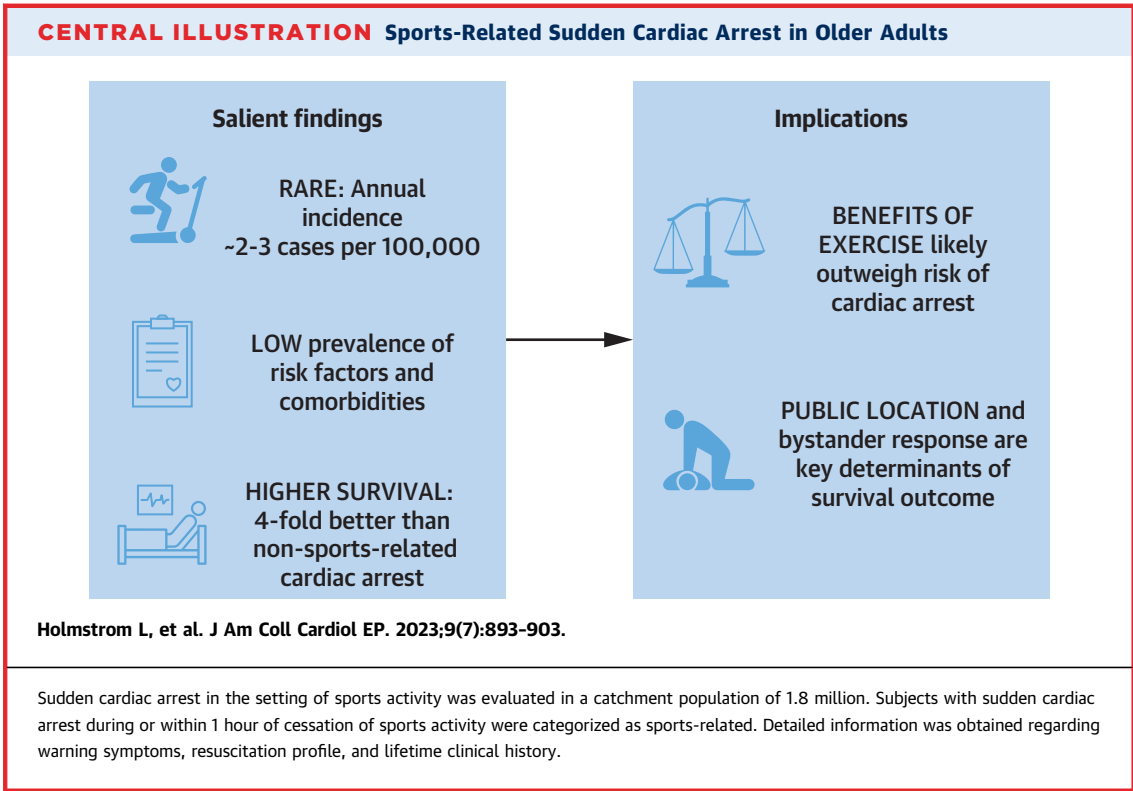 CENTRAL ILLUSTRATION Sports-Related Sudden Cardiac Arrest in Older Adults
Salient findings
RARE: Annual
incidence
~2-3 cases per 100,000
LOW prevalence of
risk factors and
comorbidities
HIGHER SURVIVAL:
4-fold better than
non-sports-related
cardiac arrest
Implications
BENEFITS OF
EXERCISE likely
outweigh risk of
cardiac arrest
PUBLIC LOCATION and
bystander response are
key determinants of
survival outcome
Holmstrom L, et al. J Am Coll Cardiol EP. 2023;9(7):893–903.
Sudden cardiac arrest in the setting of sports activity was evaluated in a catchment population of 1.8 million. Subjects with sudden cardiac
arrest during or within 1 hour of cessation of sports activity were categorized as sports-related. Detailed information was obtained regarding
warning symptoms, resuscitation profile, and lifetime clinical history.